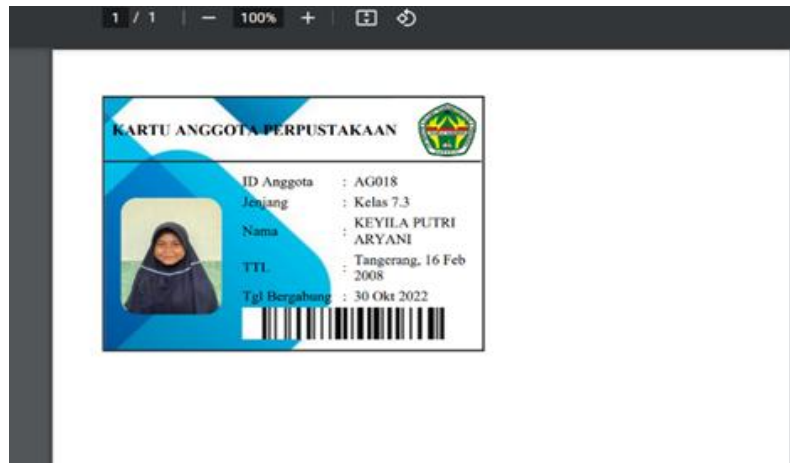 1 / 1 | — 100% +
KARTU ANGGOTA PERPUSTAKAAN
ID Anggota : AG018
Jenjang : Kelas 7.3
Nama : KEYILA PUTRI
ARYANI
TTL : Tangerang, 16 Feb
2008
Tgl Bergabung : 30 Okt 2022